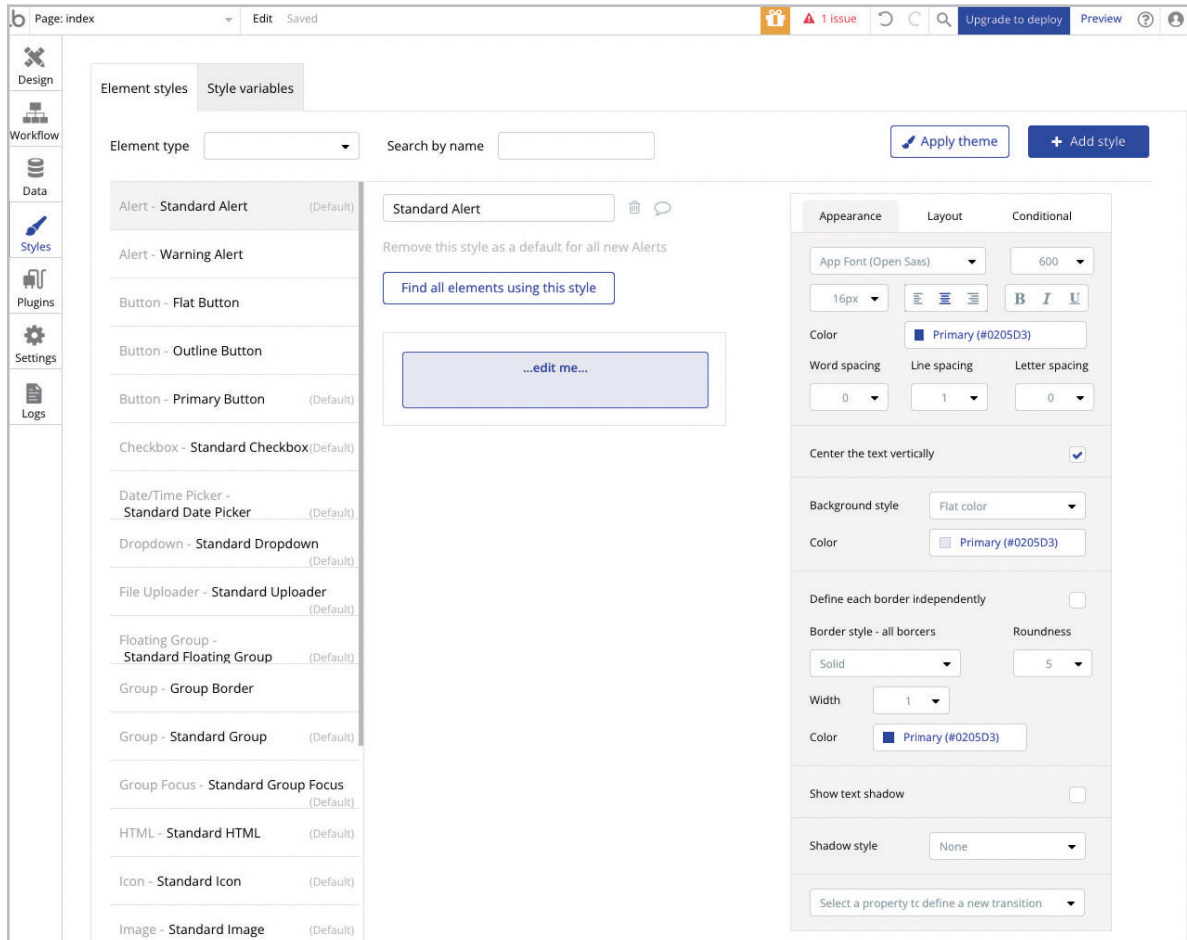 .b Page: index Edit Saved 1 issue Upgrade to deploy Preview ?
Design
Workflow
Data
Styles
Plugins
Settings
Logs
Element styles Style variables
Element type Search by name Apply theme + Add style
Alert - Standard Alert (Default)
Alert - Warning Alert
Button - Flat Button
Button - Outline Button
Button - Primary Button (Default)
Checkbox - Standard Checkbox (Default)
Date/Time Picker -
Standard Date Picker (Default)
Dropdown - Standard Dropdown
(Default)
File Uploader - Standard Uploader
(Default)
Floating Group -
Standard Floating Group (Default)
Group - Group Border
Group - Standard Group (Default)
Group Focus - Standard Group Focus
(Default)
HTML - Standard HTML (Default)
Icon - Standard Icon (Default)
Image - Standard Image (Default)
Standard Alert
Remove this style as a default for all new Alerts
Find all elements using this style
...edit me...
Appearance Layout Conditional
App Font (Open Sans) 600
16px B I U
Color Primary (#0205D3)
Word spacing Line spacing Letter spacing
0 1 0
Center the text vertically
Background style Flat color
Color Primary (#0205D3)
Define each border independently
Border style - all borcers Roundness
Solid 5
Width 1
Color Primary (#0205D3)
Show text shadow
Shadow style None
Select a property to define a new transition